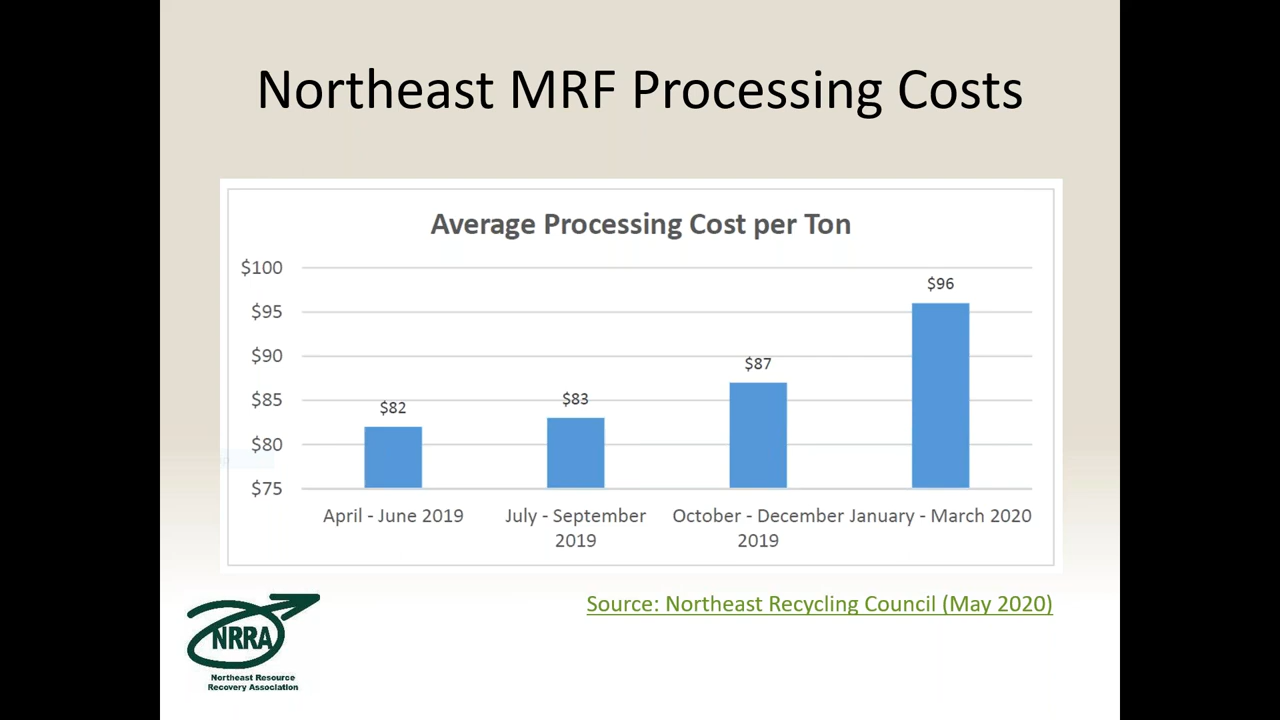 Northeast MRF Processing Costs
Average Processing Cost per Ton
$100
$95
$90
$85
$80
$75
$82
$83
$87
$96
April - June 2019
July - September
2019
October - December
2019
January - March 2020
Source: Northeast Recycling Council (May 2020)
NRRA
Northeast Resource
Recovery Association